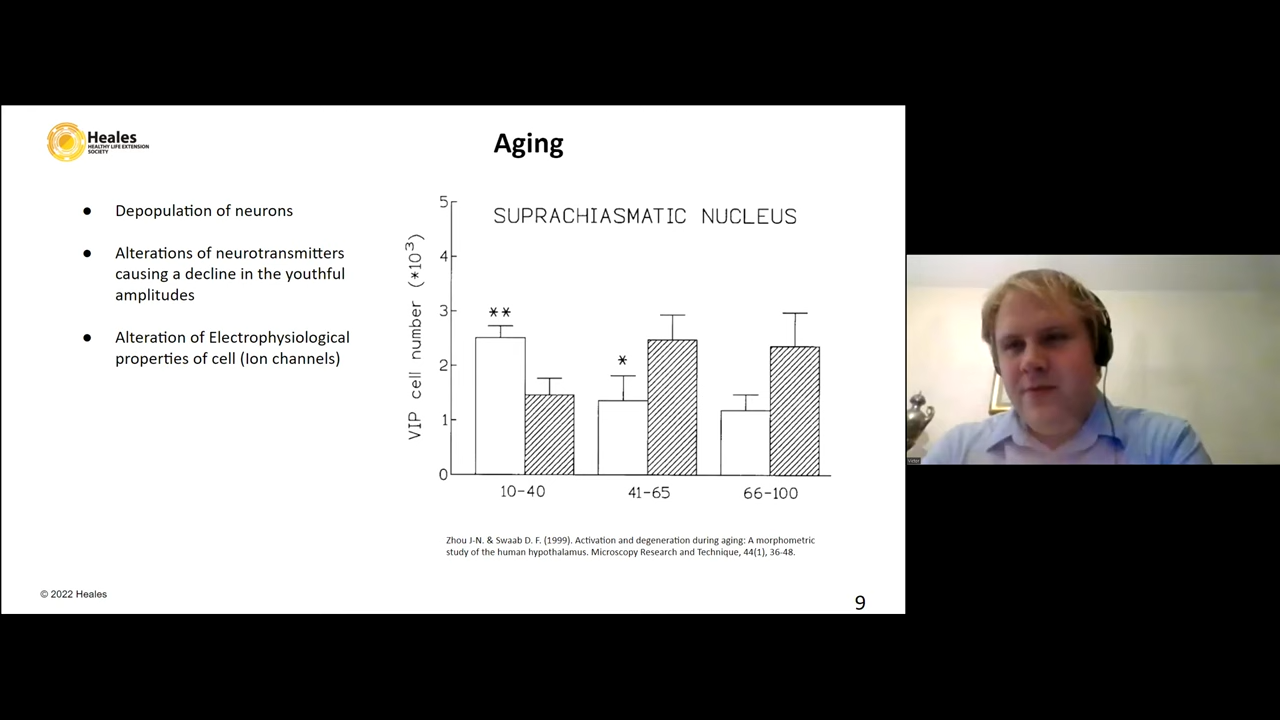 Heales
HEALTHY LIFE EXTENSION
SOCIETY
Aging
● Depopulation of neurons
● Alterations of neurotransmitters
causing a decline in the youthful
amplitudes
● Alteration of Electrophysiological
properties of cell (Ion channels)
SUPRACHIASMATIC NUCLEUS
VIP cell number (*10³)
5
4
3
2
1
0
**
*
10-40
41-65
66-100
Zhou J-N. & Swaab D. F. (1999). Activation and degeneration during aging: A morphometric
study of the human hypothalamus. Microscopy Research and Technique, 44(1), 36-48.
© 2022 Heales
9